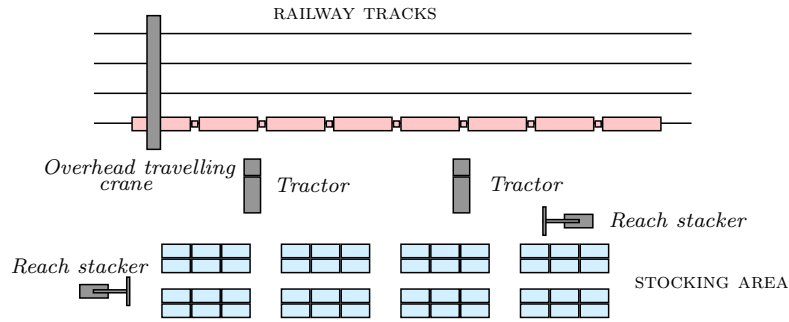 RAILWAY TRACKS
Overhead travelling
crane
Tractor
Tractor
Reach stacker
Reach stacker
STOCKING AREA